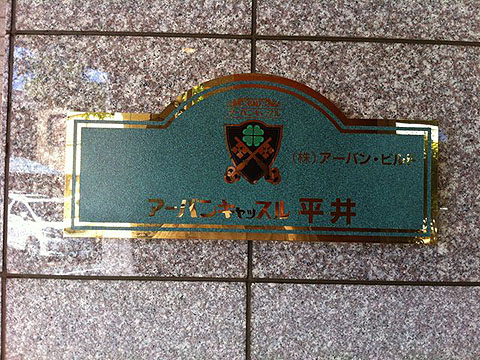 (株)アーバン・ビルド
アーバンキャッスル 平井